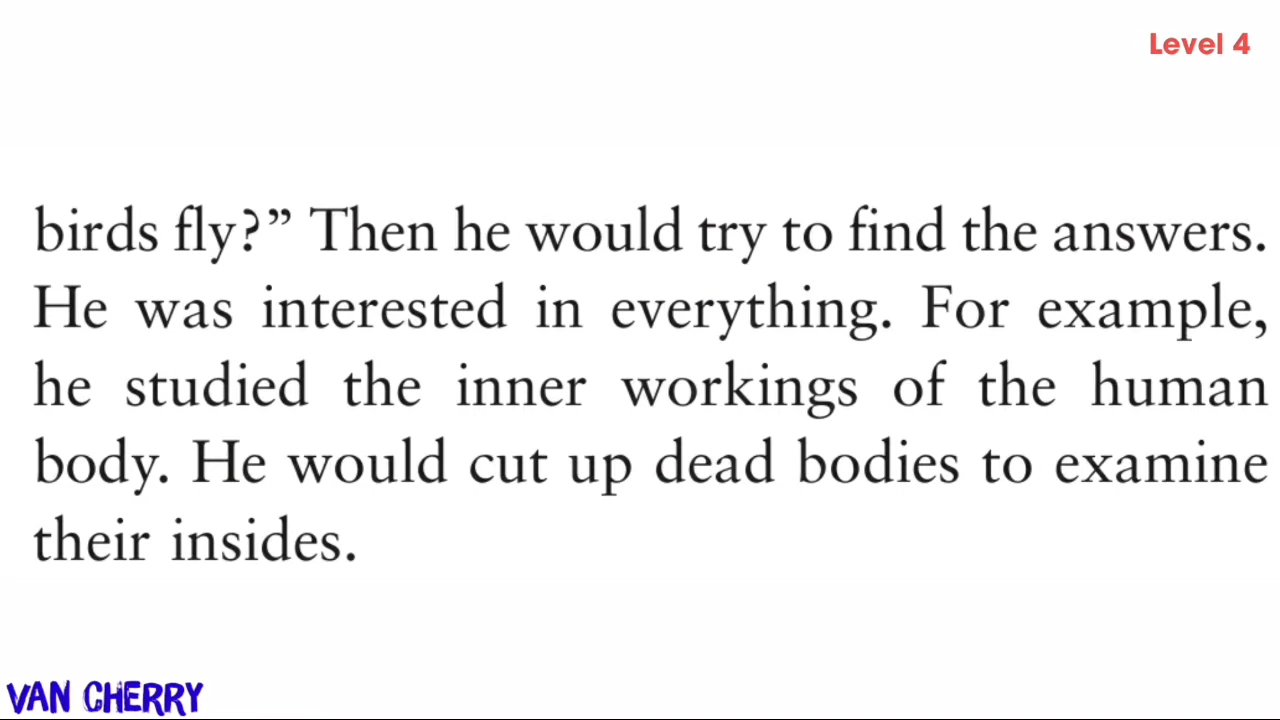 Level 4
birds fly?” Then he would try to find the answers.
He was interested in everything. For example,
he studied the inner workings of the human
body. He would cut up dead bodies to examine
their insides.
VAN CHERRY